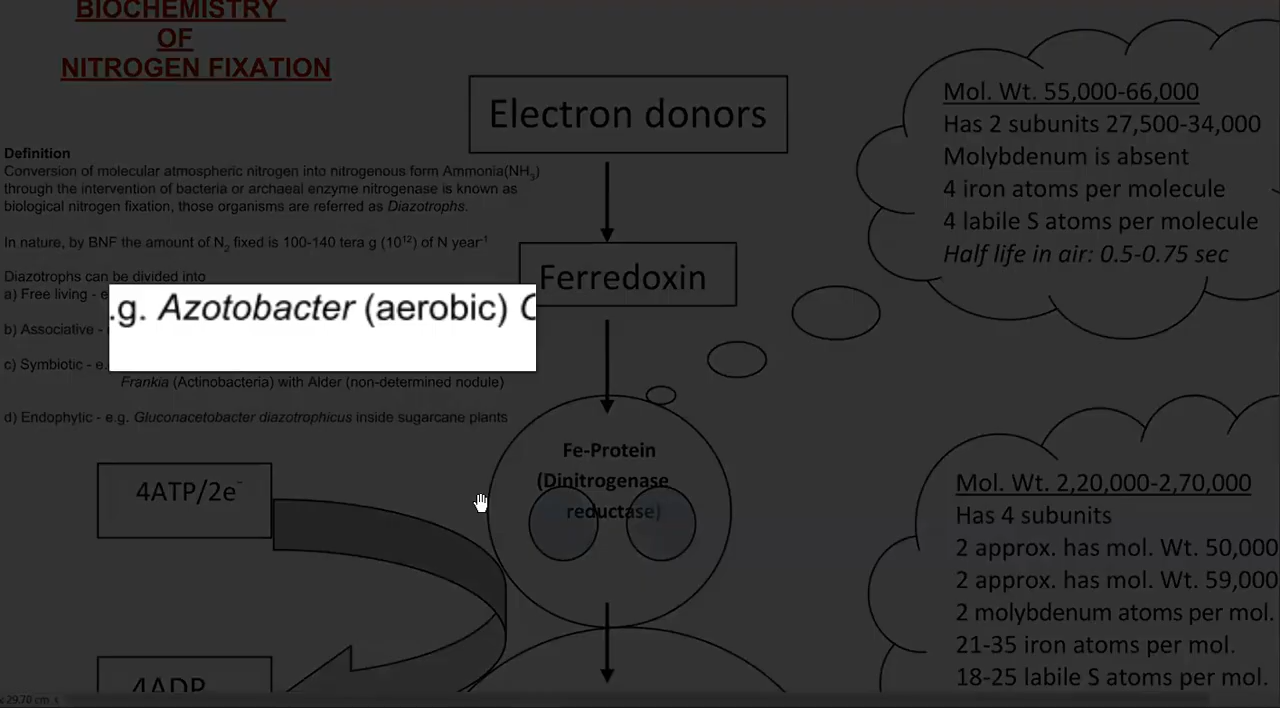 BIOCHEMISTRY
OF
NITROGEN FIXATION
Definition
Conversion of molecular atmospheric nitrogen into nitrogenous form Ammonia(NH₃)
through the intervention of bacteria or archaeal enzyme nitrogenase is known as
biological nitrogen fixation, those organisms are referred as Diazotrophs.
In nature, by BNF the amount of N₂ fixed is 100-140 tera g (10¹²) of N year⁻¹
Diazotrophs can be divided into
a) Free living - e
.g. Azotobacter (aerobic)
b) Associative -
c) Symbiotic - e.
Frankia (Actinobacteria) with Alder (non-determined nodule)
d) Endophytic - e.g. Gluconacetobacter diazotrophicus inside sugarcane plants
Electron donors
Ferredoxin
Fe-Protein
(Dinitrogenase
reductase)
4ATP/2e⁻
4ADP
Mol. Wt. 55,000-66,000
Has 2 subunits 27,500-34,000
Molybdenum is absent
4 iron atoms per molecule
4 labile S atoms per molecule
Half life in air: 0.5-0.75 sec
Mol. Wt. 2,20,000-2,70,000
Has 4 subunits
2 approx. has mol. Wt. 50,000
2 approx. has mol. Wt. 59,000
2 molybdenum atoms per mol.
21-35 iron atoms per mol.
18-25 labile S atoms per mol.
x 29.70 cm